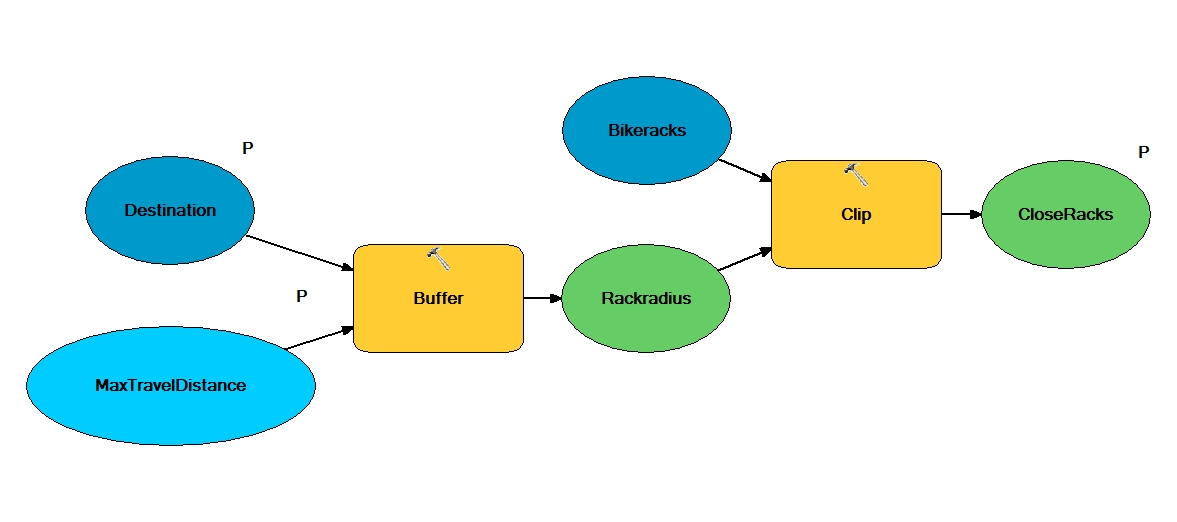 Bikeracks
P
P
Destination
Clip
CloseRacks
P
Buffer
Rackradius
MaxTravelDistance